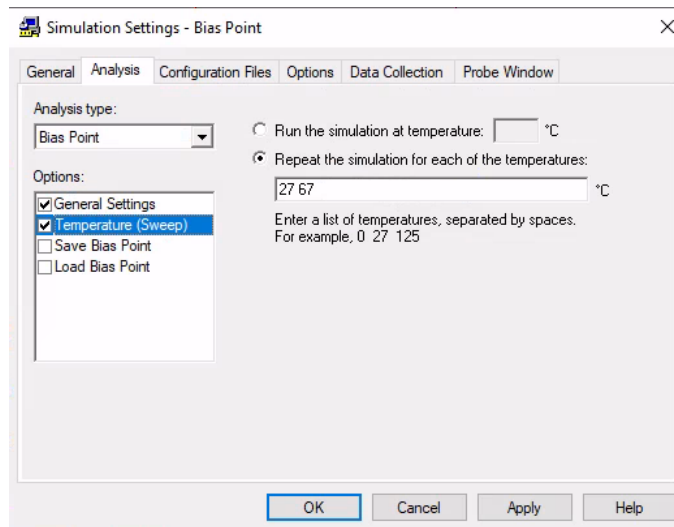 Simulation Settings - Bias Point
General Analysis Configuration Files Options Data Collection Probe Window
Analysis type:
Bias Point
Options:
General Settings
Temperature (Sweep)
Save Bias Point
Load Bias Point
Run the simulation at temperature: °C
Repeat the simulation for each of the temperatures:
27 67 °C
Enter a list of temperatures, separated by spaces.
For example, 0 27 125
OK Cancel Apply Help